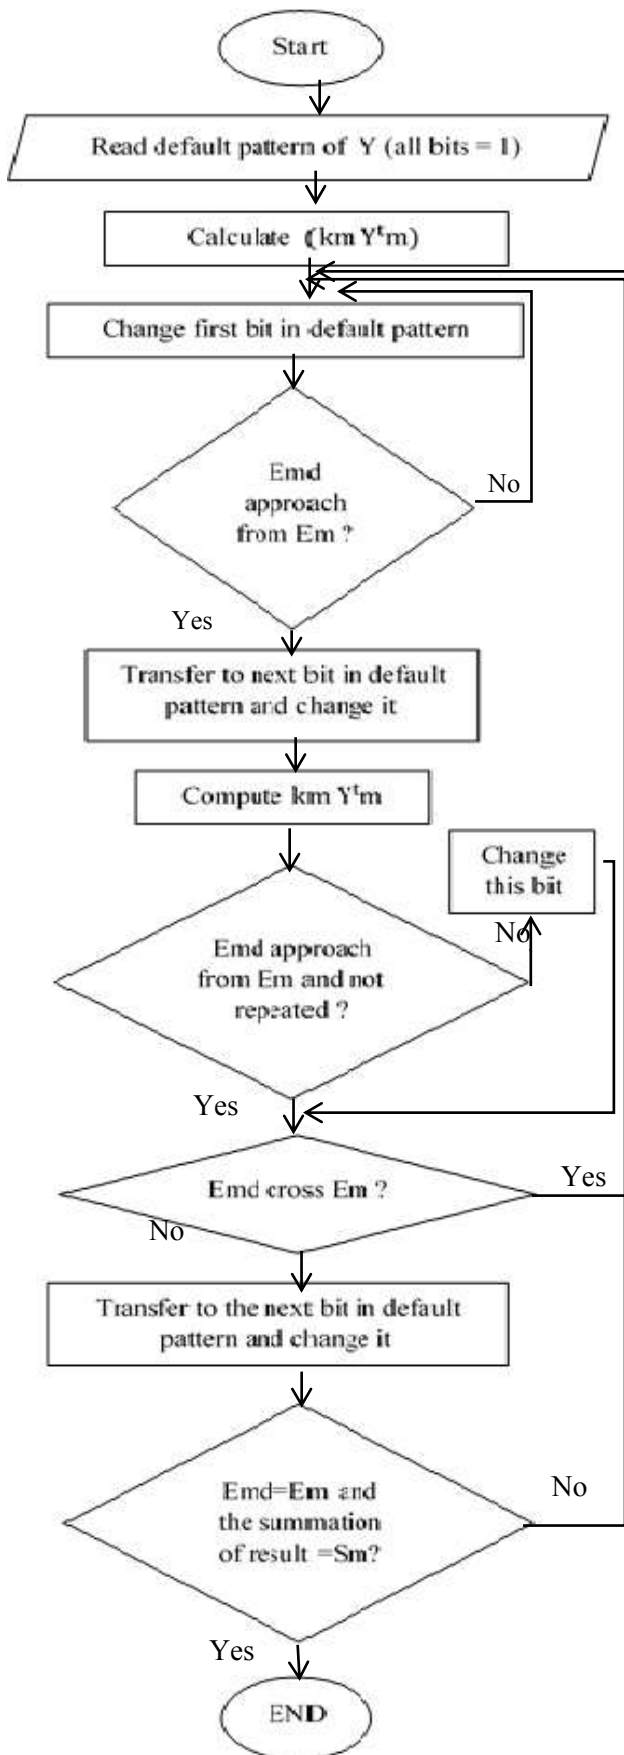 Start
Read default pattern of Y (all bits = 1)
Calculate (km Yᵗm)
Change first bit in default pattern
Emd
approach
from Em ?
No
Yes
Transfer to next bit in default
pattern and change it
Compute km Yᵗm
Change
this bit
No
Emd approach
from Em and not
repeated ?
Yes
Emd cross Em ?
Yes
No
Transfer to the next bit in default
pattern and change it
Emd=Em and
the summation
of result =Sm?
No
Yes
END